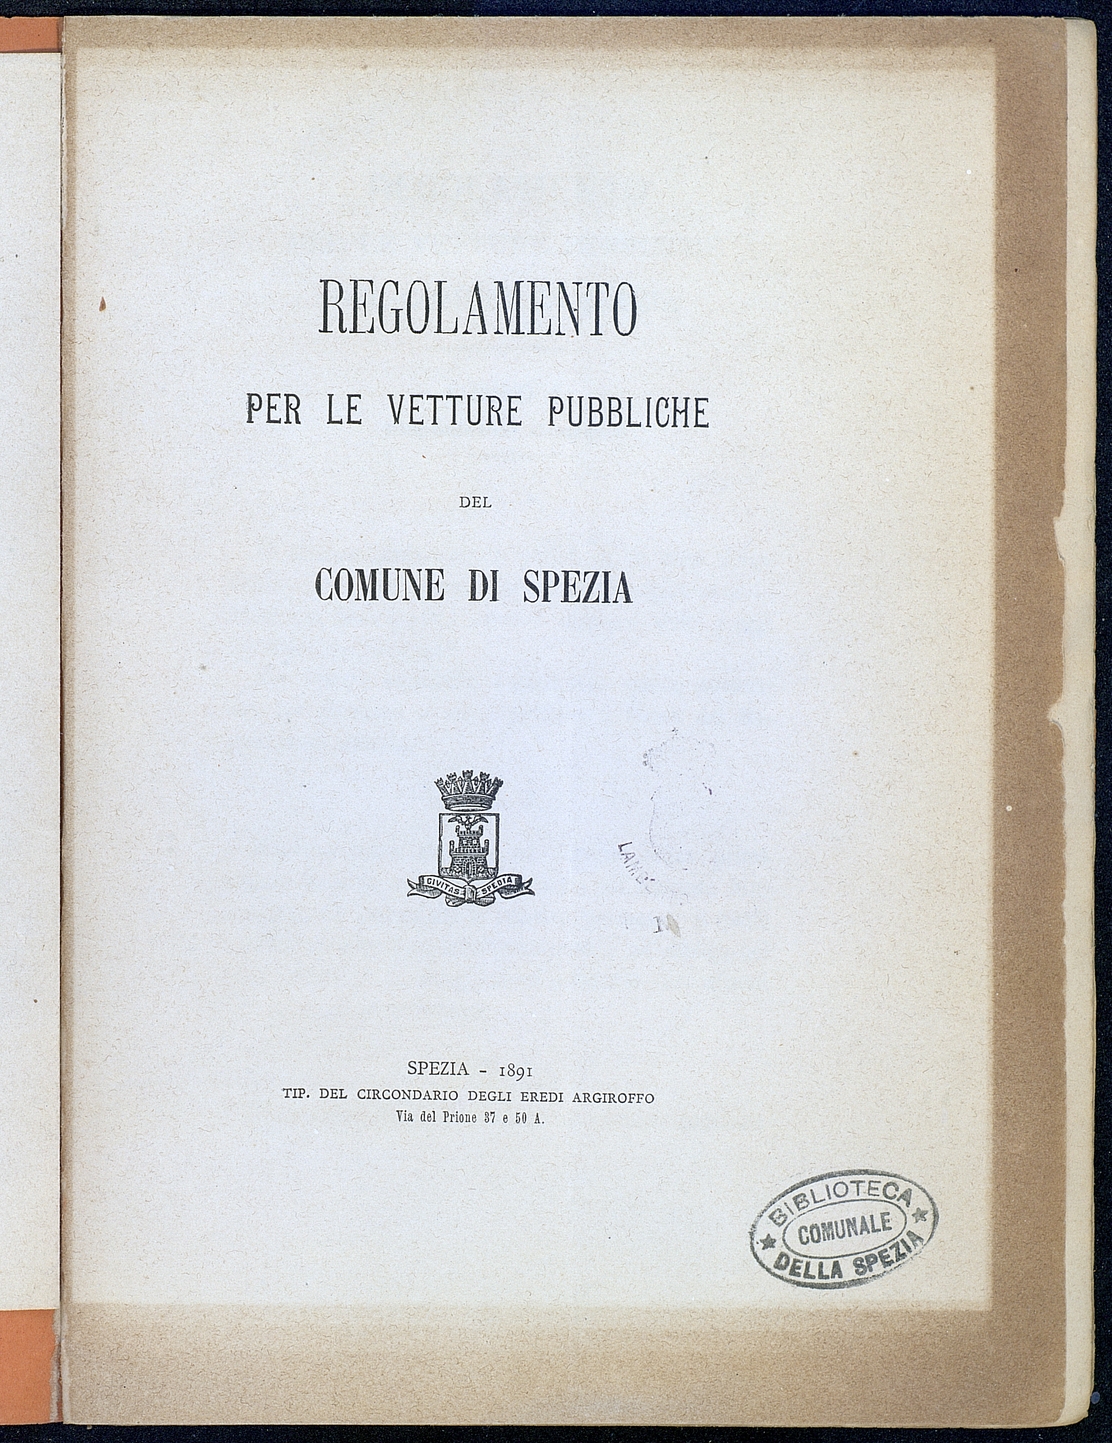 REGOLAMENTO
PER LE VETTURE PUBBLICHE
DEL
COMUNE DI SPEZIA
CIVITAS SPEDIA
SPEZIA - 1891
TIP. DEL CIRCONDARIO DEGLI EREDI ARGIROFFO
Via del Prione 37 e 50 A.
BIBLIOTECA
COMUNALE
DELLA SPEZIA